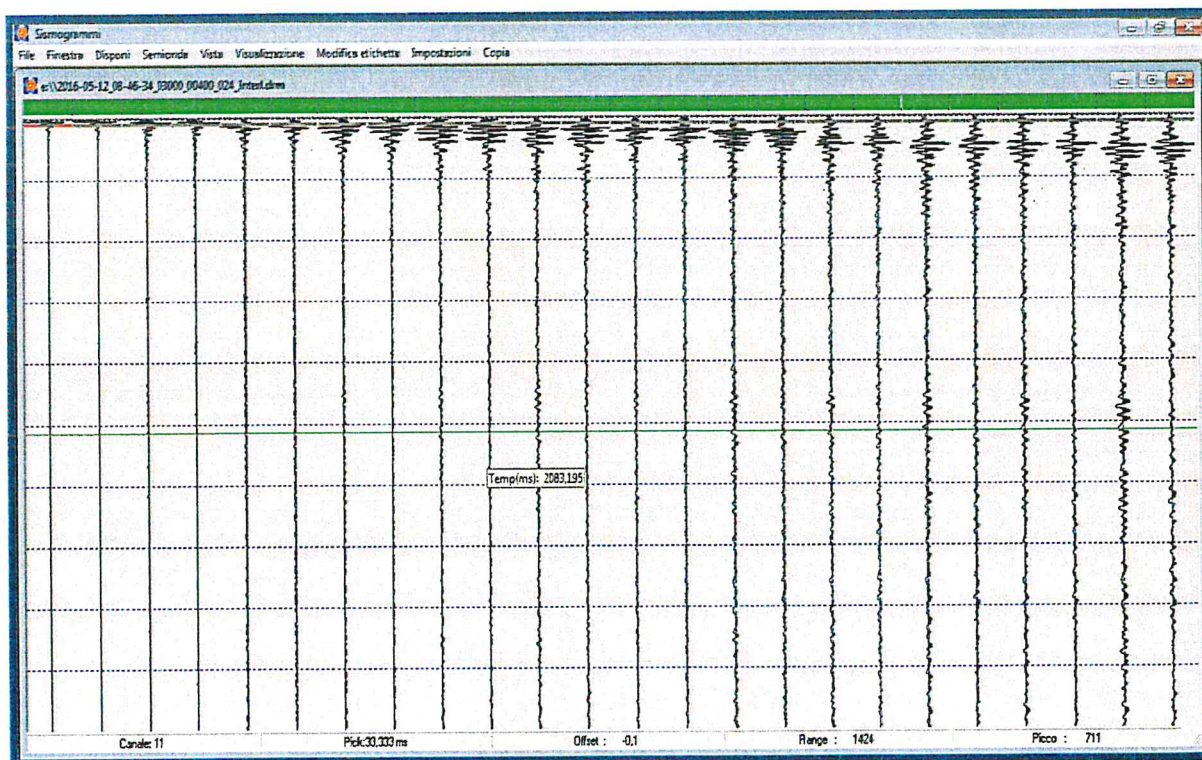 Sismogrammi
File Finestra Disponi Semionda Vista Visualizzazione Modifica etichetta Impostazioni Copia
Temp(ms): 2083,195
Canale: 11 Pick:33,333 ms Offset : -0.1 Range : 1424 Picco : 711